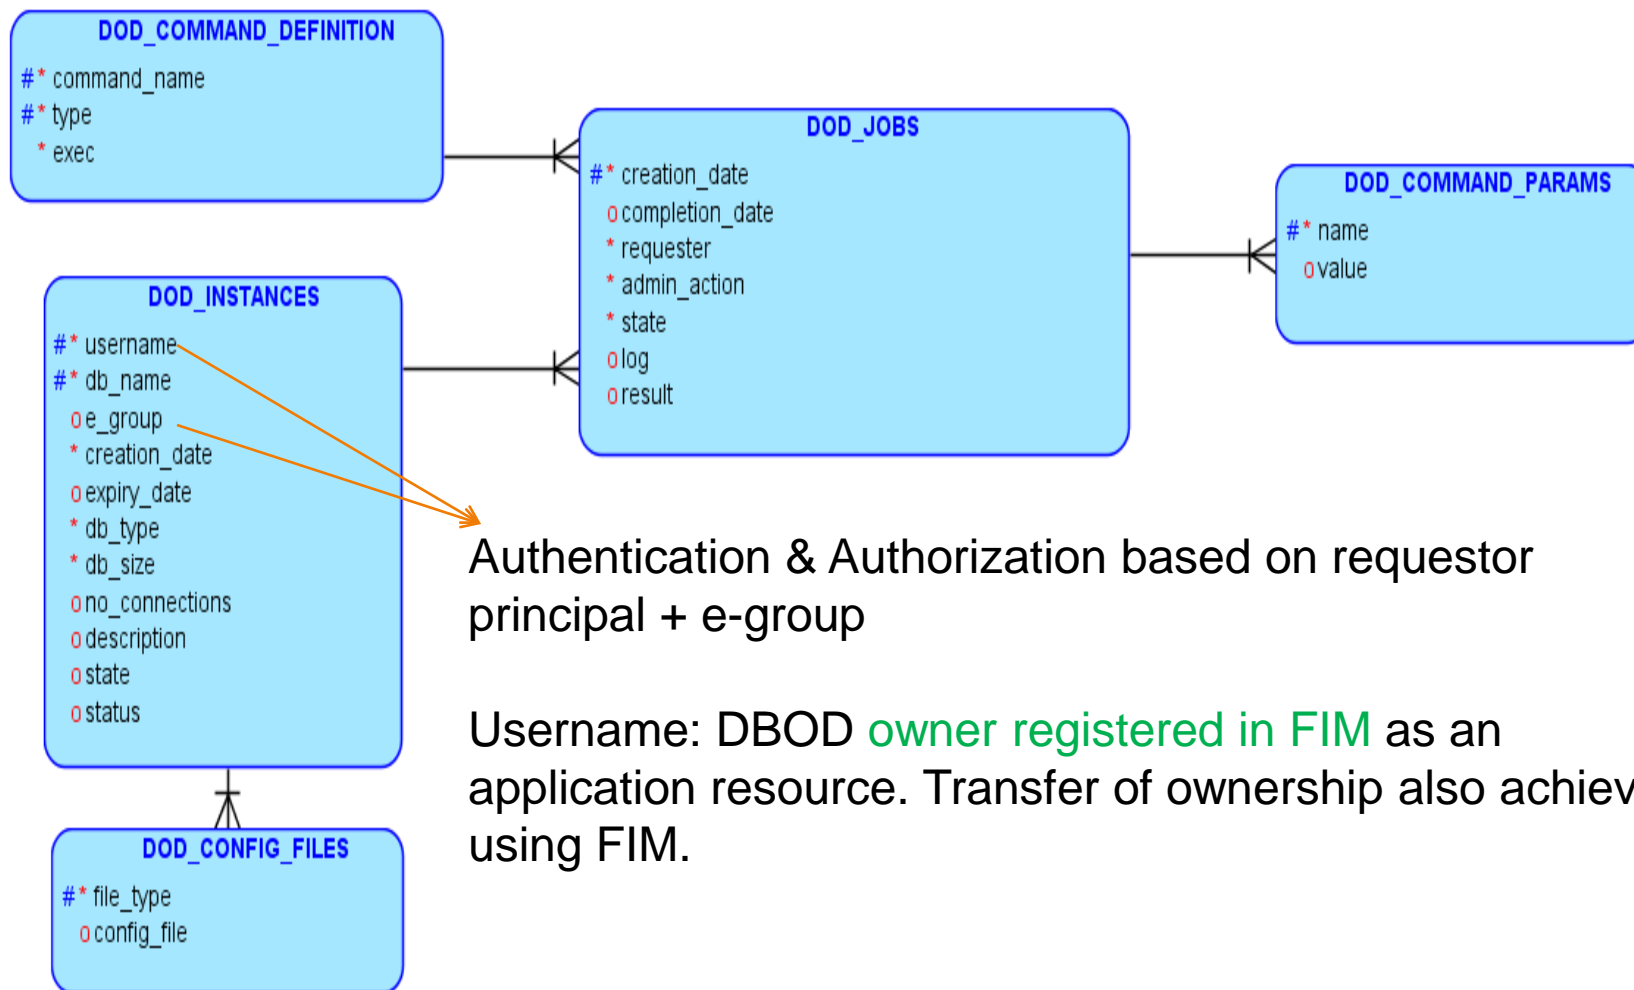 DOD_COMMAND_DEFINITION
#* command_name
#* type
* exec
DOD_JOBS
#* creation_date
o completion_date
* requester
* admin_action
* state
o log
o result
DOD_COMMAND_PARAMS
#* name
o value
DOD_INSTANCES
#* username
#* db_name
o e_group
* creation_date
o expiry_date
* db_type
* db_size
o no_connections
o description
o state
o status
Authentication & Authorization based on requestor
principal + e-group
Username: DBOD owner registered in FIM as an
application resource. Transfer of ownership also achiev
using FIM.
DOD_CONFIG_FILES
#* file_type
o config_file